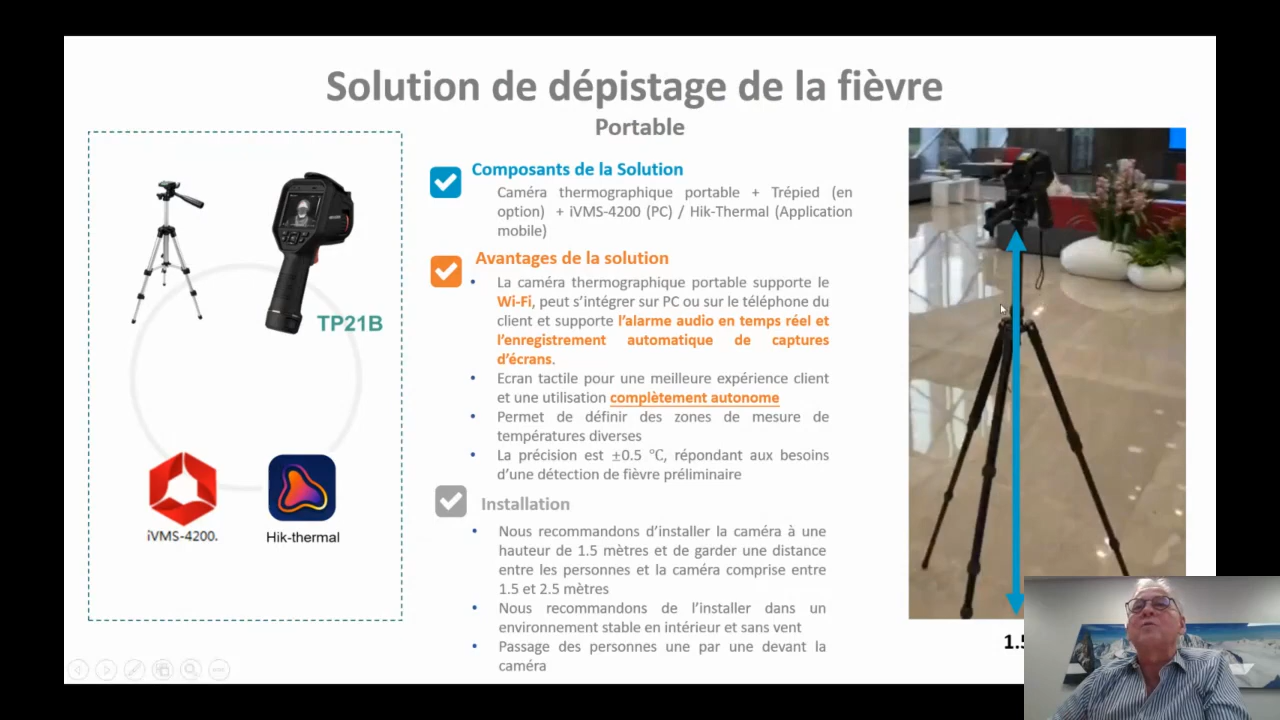 Solution de dépistage de la fièvre
Portable
TP21B
iVMS-4200.
Hik-thermal
Composants de la Solution
Caméra thermographique portable + Trépied (en
option) + iVMS-4200 (PC) / Hik-Thermal (Application
mobile)
Avantages de la solution
• La caméra thermographique portable supporte le
Wi-Fi, peut s'intégrer sur PC ou sur le téléphone du
client et supporte l'alarme audio en temps réel et
l'enregistrement automatique de captures
d'écrans.
• Ecran tactile pour une meilleure expérience client
et une utilisation complètement autonome
• Permet de définir des zones de mesure de
températures diverses
• La précision est ±0.5 ℃, répondant aux besoins
d'une détection de fièvre préliminaire
Installation
• Nous recommandons d'installer la caméra à une
hauteur de 1.5 mètres et de garder une distance
entre les personnes et la caméra comprise entre
1.5 et 2.5 mètres
• Nous recommandons de l'installer dans un
environnement stable en intérieur et sans vent
• Passage des personnes une par une devant la
caméra